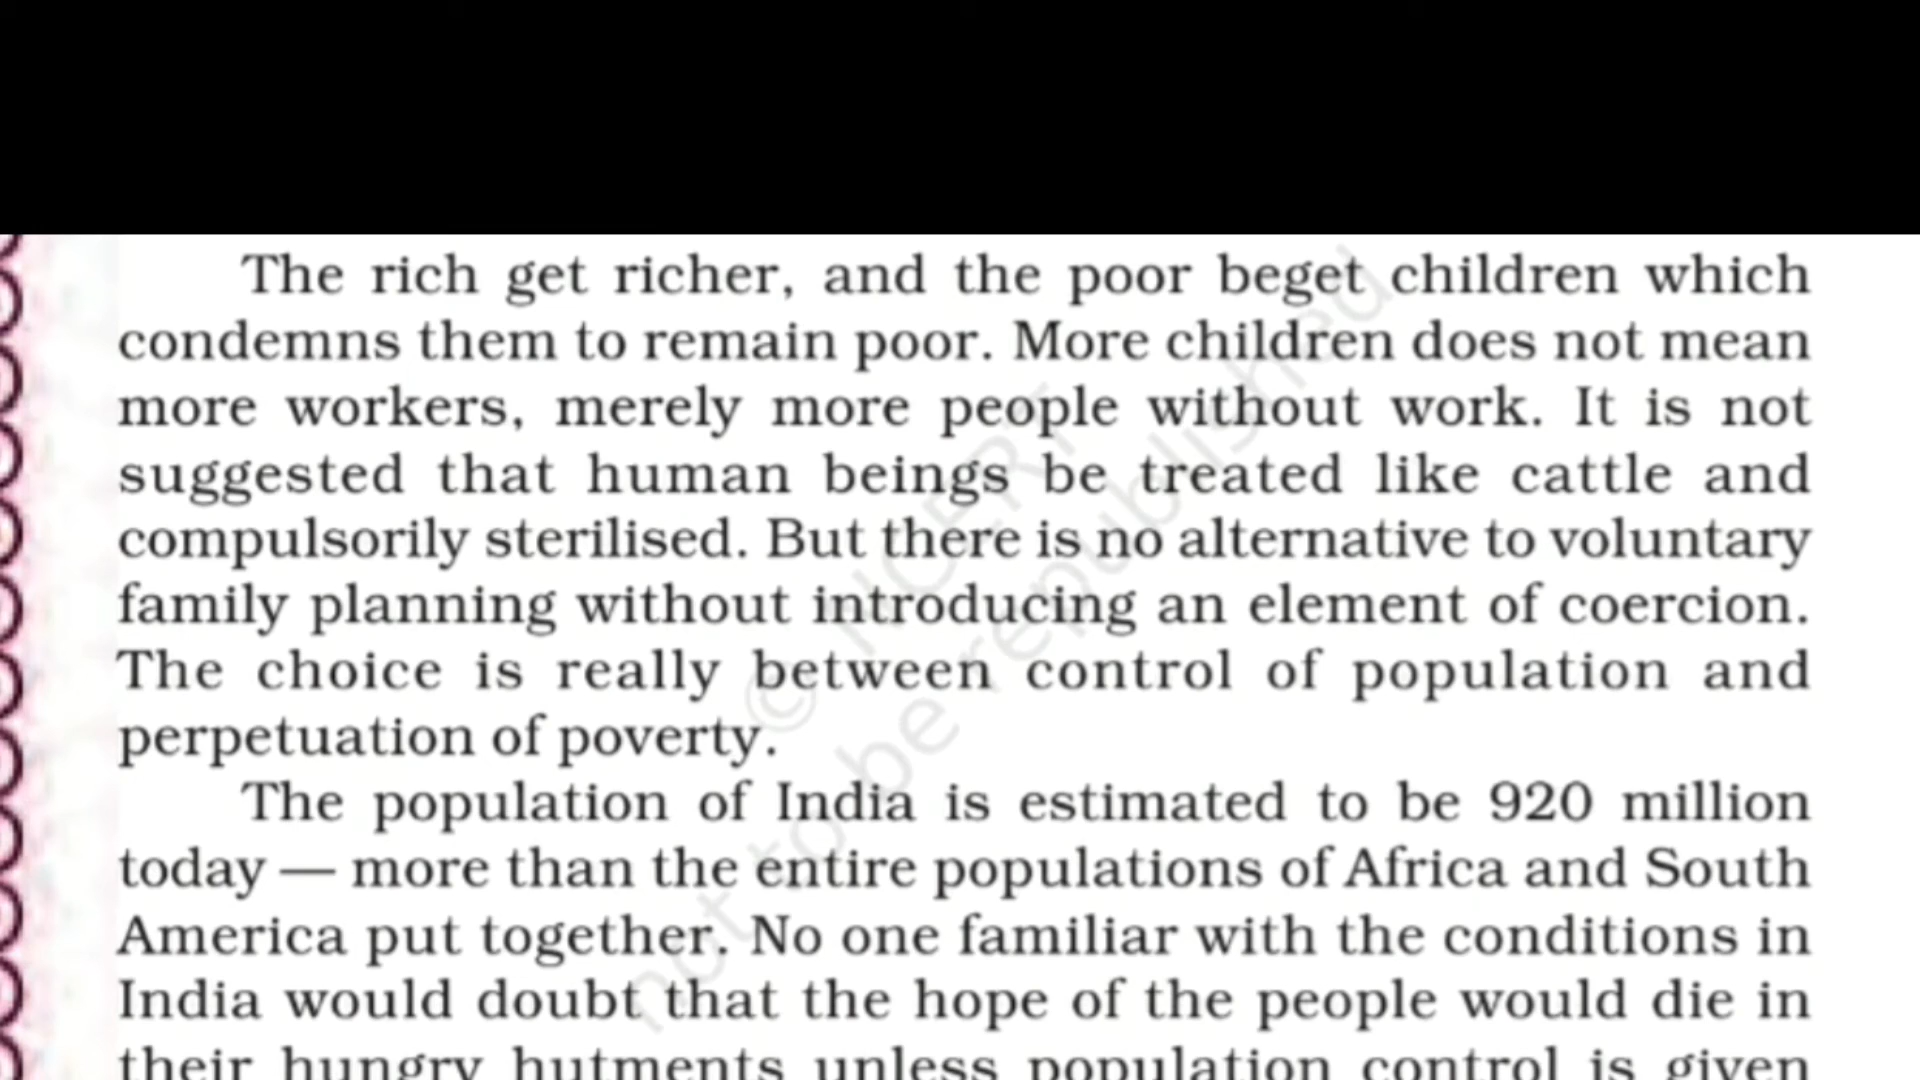 The rich get richer, and the poor beget children which
condemns them to remain poor. More children does not mean
more workers, merely more people without work. It is not
suggested that human beings be treated like cattle and
compulsorily sterilised. But there is no alternative to voluntary
family planning without introducing an element of coercion.
The choice is really between control of population and
perpetuation of poverty.
The population of India is estimated to be 920 million
today — more than the entire populations of Africa and South
America put together. No one familiar with the conditions in
India would doubt that the hope of the people would die in
their hungry hutments unless population control is given
© NCERT
not to be republished